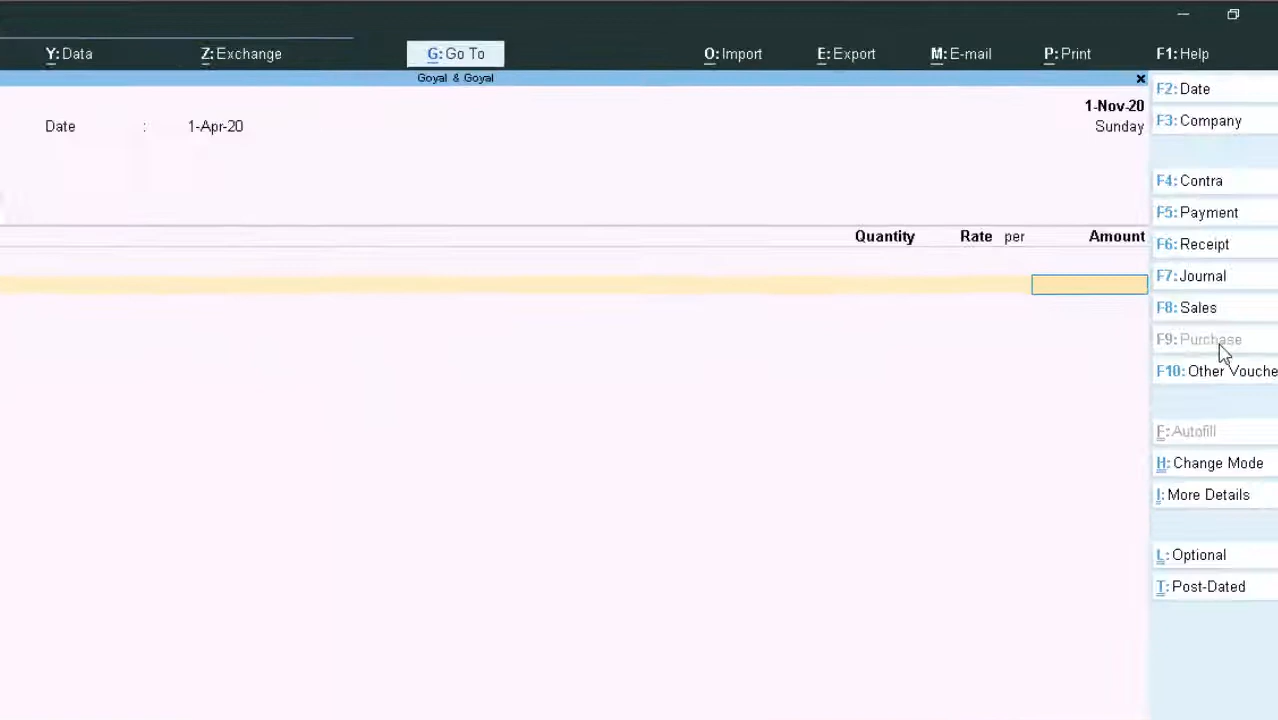 Y: Data
Z: Exchange
G: Go To
O: Import
E: Export
M: E-mail
P: Print
F1: Help
Goyal & Goyal
F2: Date
1-Nov-20
Date : 1-Apr-20
Sunday
F3: Company
F4: Contra
F5: Payment
Quantity Rate per Amount
F6: Receipt
F7: Journal
F8: Sales
F9: Purchase
F10: Other Vouche
F: Autofill
H: Change Mode
I: More Details
L: Optional
T: Post-Dated